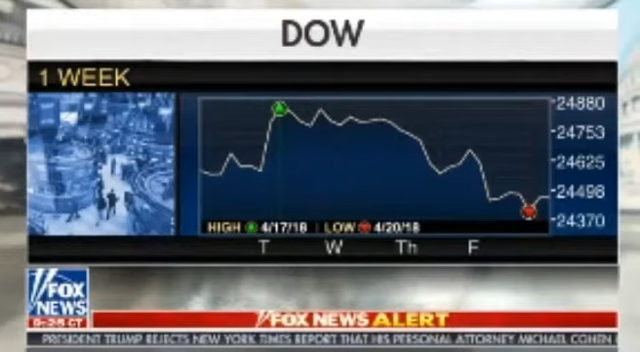 DOW
1 WEEK
24880
24753
24625
24498
24370
HIGH 4/17/18 | LOW 4/20/18
T W Th F
FOX
NEWS
FOX NEWS ALERT
PRESIDENT TRUMP REJECTS NEW YORK TIMES REPORT THAT HIS PERSONAL ATTORNEY MICHAEL COHEN